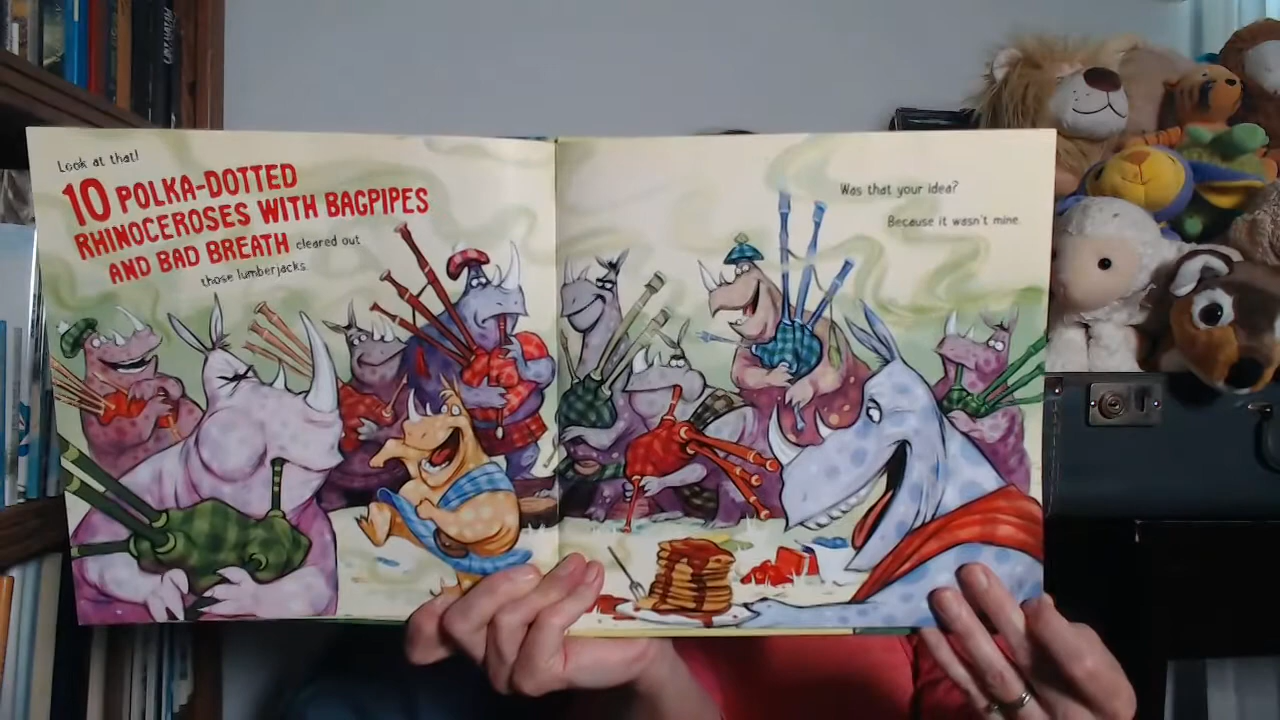 Look at that!
10 POLKA-DOTTED
RHINOCEROSES WITH BAGPIPES
AND BAD BREATH cleared out
those lumberjacks.
Was that your idea?
Because it wasn't mine.